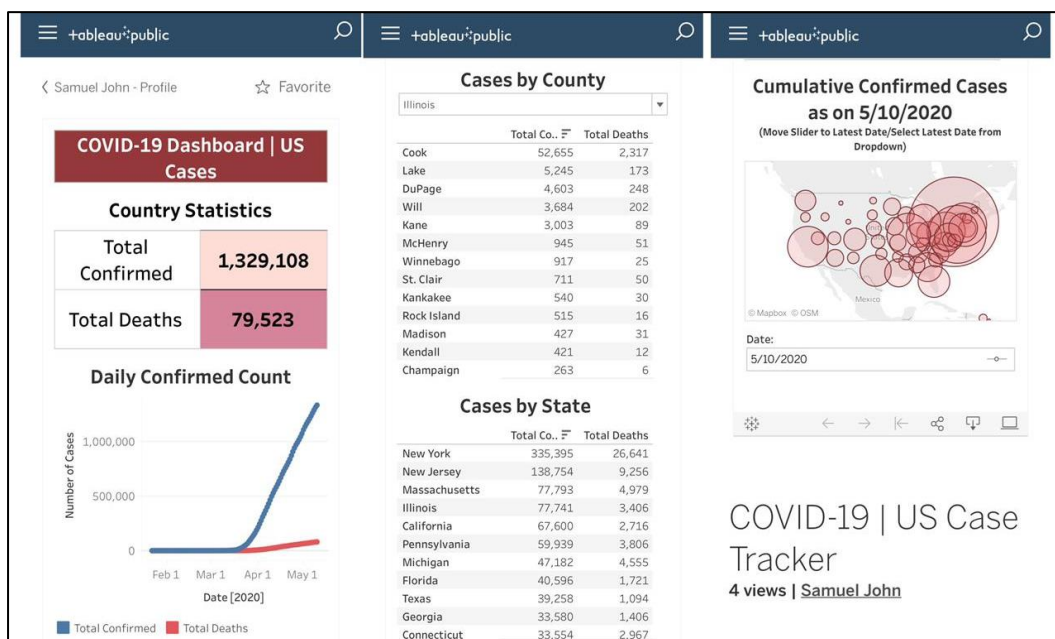 +ableau public
< Samuel John - Profile
Favorite
COVID-19 Dashboard | US
Cases
Country Statistics
Total
Confirmed
1,329,108
Total Deaths
79,523
Daily Confirmed Count
Number of Cases
1,000,000
500,000
0
Feb 1 Mar 1 Apr 1 May 1
Date [2020]
Total Confirmed Total Deaths
+ableau public
Cases by County
Illinois
Total Co.. Total Deaths
Cook 52,655 2,317
Lake 5,245 173
DuPage 4,603 248
Will 3,684 202
Kane 3,003 89
McHenry 945 51
Winnebago 917 25
St. Clair 711 50
Kankakee 540 30
Rock Island 515 16
Madison 427 31
Kendall 421 12
Champaign 263 6
Cases by State
Total Co.. Total Deaths
New York 335,395 26,641
New Jersey 138,754 9,256
Massachusetts 77,793 4,979
Illinois 77,741 3,406
California 67,600 2,716
Pennsylvania 59,939 3,806
Michigan 47,182 4,555
Florida 40,596 1,721
Texas 39,258 1,094
Georgia 33,580 1,406
Connecticut 33,554 2,967
+ableau public
Cumulative Confirmed Cases
as on 5/10/2020
(Move Slider to Latest Date/Select Latest Date from
Dropdown)
Mexico
© Mapbox © OSM
Date:
5/10/2020
COVID-19 | US Case
Tracker
4 views | Samuel John